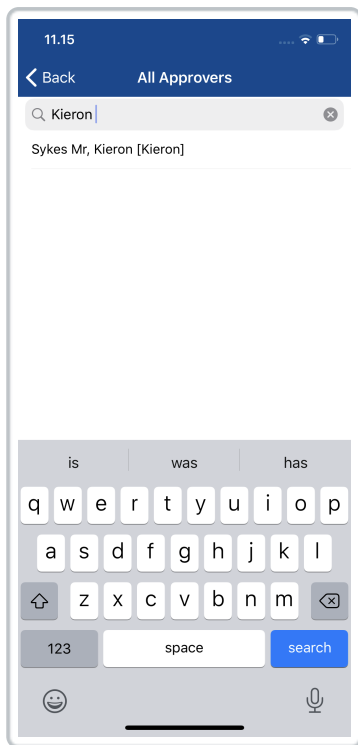 11.15
Back All Approvers
Kieron
Sykes Mr, Kieron [Kieron]
is was has
q w e r t y u i o p
a s d f g h j k l
z x c v b n m
123 space search